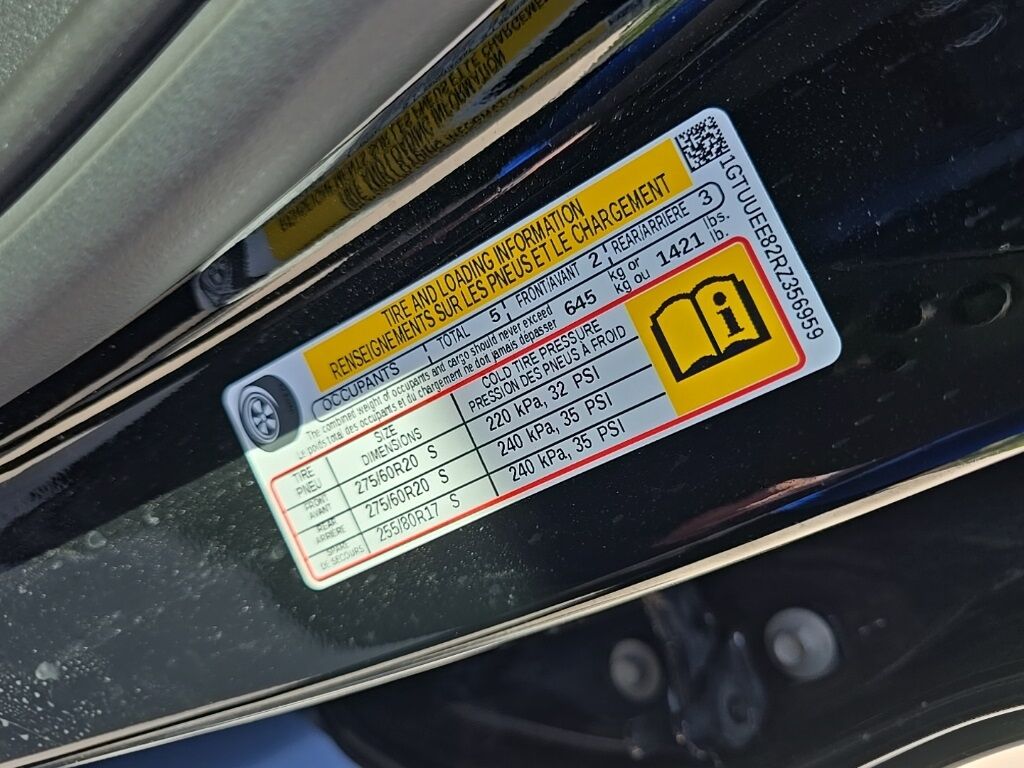 TIRE AND LOADING INFORMATION
RENSEIGNEMENTS SUR LES PNEUS ET LE CHARGEMENT
OCCUPANTS TOTAL 5 FRONT/AVANT 2 REAR/ARRIÈRE 3
The combined weight of occupants and cargo should never exceed
Le poids total des occupants et du chargement ne doit jamais dépasser
645 kg or
kg ou
1421 lbs.
lb.
TIRE
PNEU
SIZE
DIMENSIONS
COLD TIRE PRESSURE
PRESSION DES PNEUS À FROID
FRONT
AVANT
275/60R20 S 220 kPa, 32 PSI
REAR
ARRIÈRE
275/60R20 S 240 kPa, 35 PSI
SPARE
DE SECOURS
255/80R17 S 240 kPa, 35 PSI
1GTUUEE82RZ356959